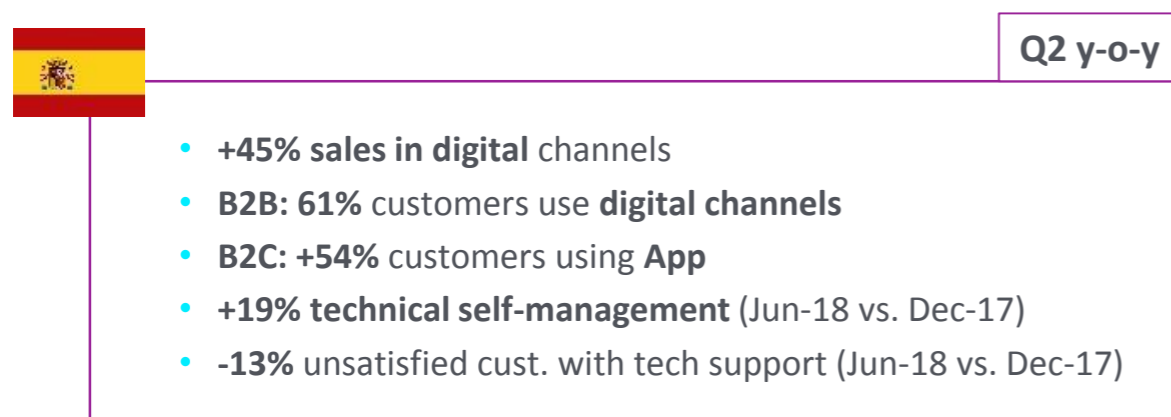 Q2 y-o-y
• +45% sales in digital channels
• B2B: 61% customers use digital channels
• B2C: +54% customers using App
• +19% technical self-management (Jun-18 vs. Dec-17)
• -13% unsatisfied cust. with tech support (Jun-18 vs. Dec-17)